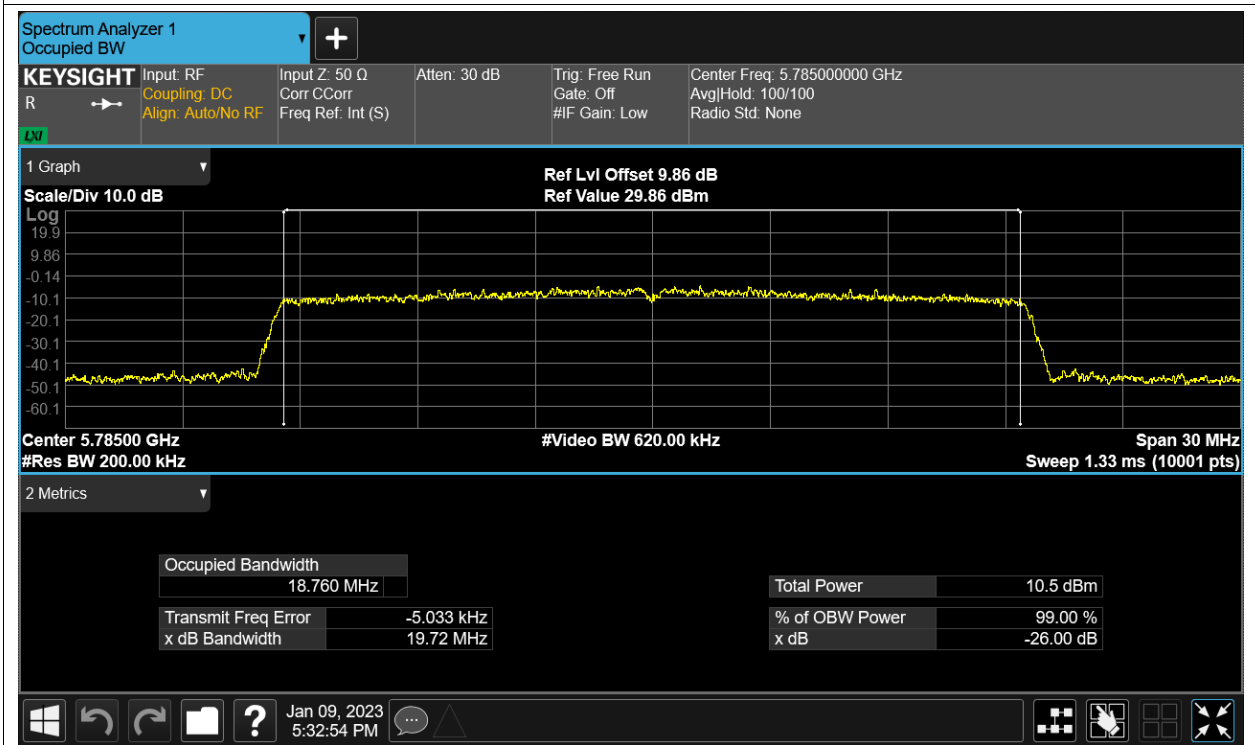 Spectrum Analyzer 1
Occupied BW
KEYSIGHT
R
LXI
Input: RF
Coupling: DC
Align: Auto/No RF
Input Z: 50 Ω
Corr CCorr
Freq Ref: Int (S)
Atten: 30 dB
Trig: Free Run
Gate: Off
#IF Gain: Low
Center Freq: 5.785000000 GHz
Avg|Hold: 100/100
Radio Std: None
1 Graph
Scale/Div 10.0 dB
Ref Lvl Offset 9.86 dB
Ref Value 29.86 dBm
Log
19.9
9.86
-0.14
-10.1
-20.1
-30.1
-40.1
-50.1
-60.1
Center 5.78500 GHz
#Video BW 620.00 kHz
Span 30 MHz
#Res BW 200.00 kHz
Sweep 1.33 ms (10001 pts)
2 Metrics
Occupied Bandwidth
18.760 MHz
Total Power 10.5 dBm
Transmit Freq Error -5.033 kHz
% of OBW Power 99.00 %
x dB Bandwidth 19.72 MHz
x dB -26.00 dB
?
Jan 09, 2023
5:32:54 PM